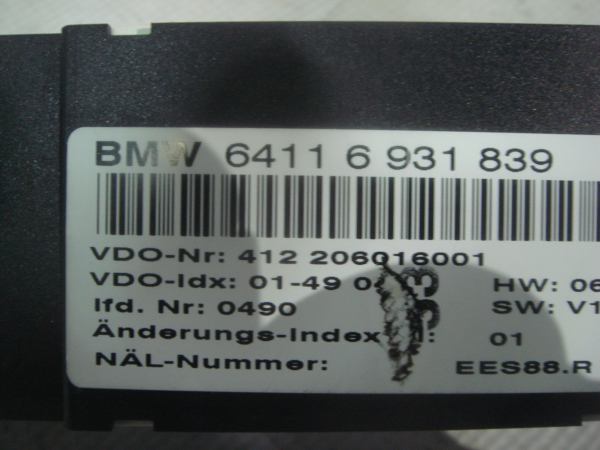 BMW 6411 6 931 839
VDO-Nr: 412 206016001
VDO-Idx: 01-49 0
HW: 06
lfd. Nr: 0490
SW: V1
Änderungs-Index : 01
NÄL-Nummer: EES88.R